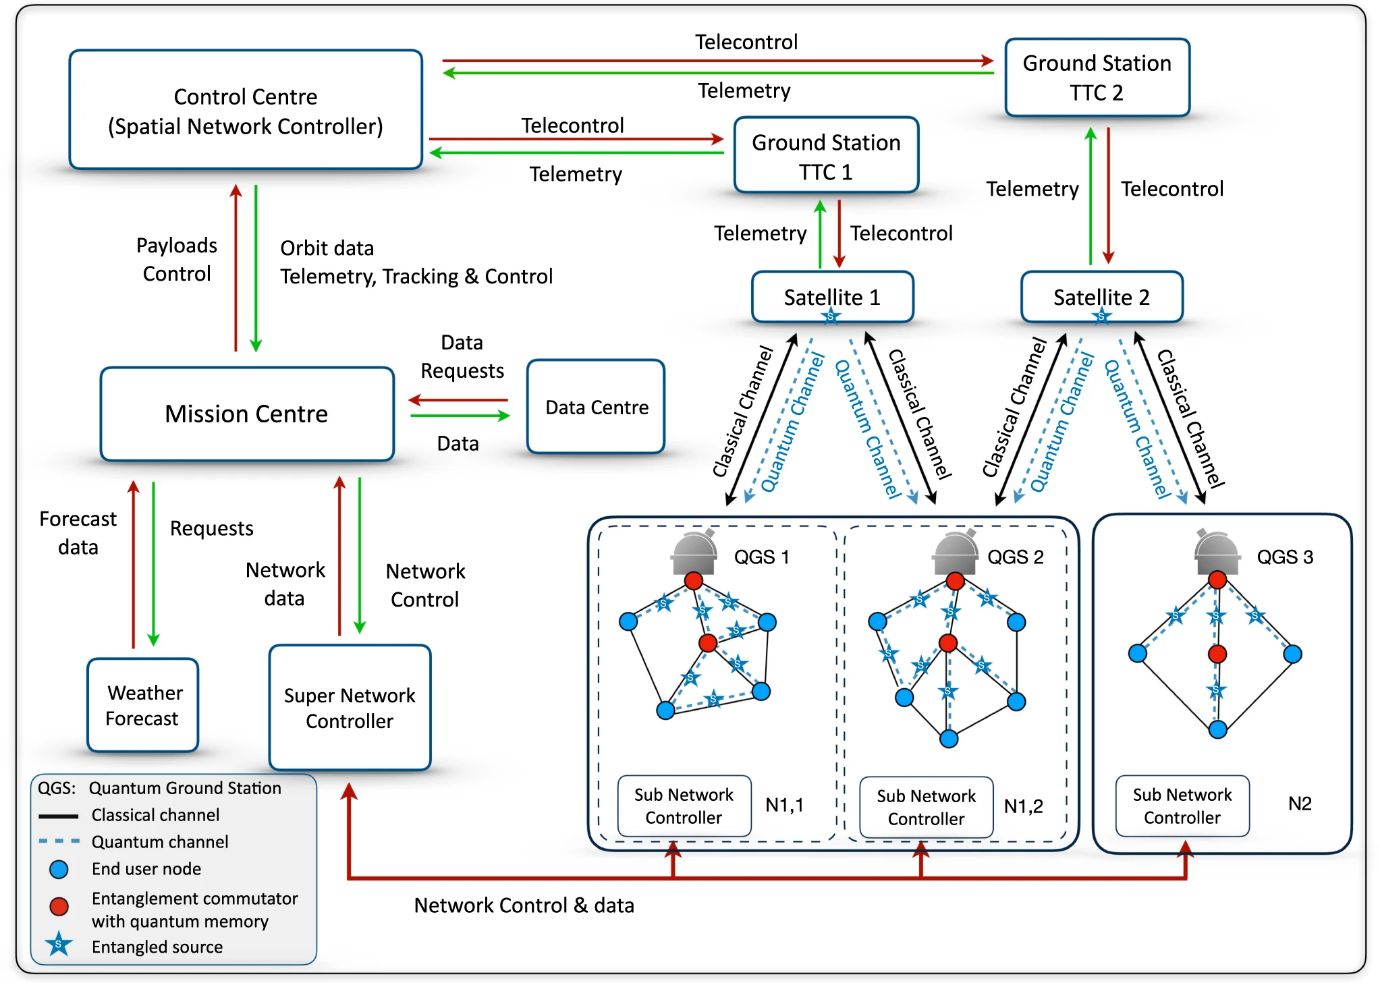 Telecontrol
Telemetry
Ground Station
TTC 2
Control Centre
(Spatial Network Controller)
Telecontrol
Telemetry
Ground Station
TTC 1
Telemetry
Telecontrol
Telemetry
Telecontrol
Payloads
Control
Orbit data
Telemetry, Tracking & Control
Satellite 1
S
Satellite 2
S
Data
Requests
Data
Mission Centre
Data Centre
Classical Channel
Quantum Channel
Quantum Channel
Classical Channel
Classical Channel
Quantum Channel
Quantum Channel
Classical Channel
Forecast
data
Requests
Network
data
Network
Control
QGS 1
S
S
S
S
S
S
S
QGS 2
S
S
S
S
S
S
S
QGS 3
S
S
S
S
Weather
Forecast
Super Network
Controller
Sub Network
Controller
N1,1
Sub Network
Controller
N1,2
Sub Network
Controller
N2
Network Control & data
QGS: Quantum Ground Station
Classical channel
Quantum channel
End user node
Entanglement commutator
with quantum memory
S
Entangled source